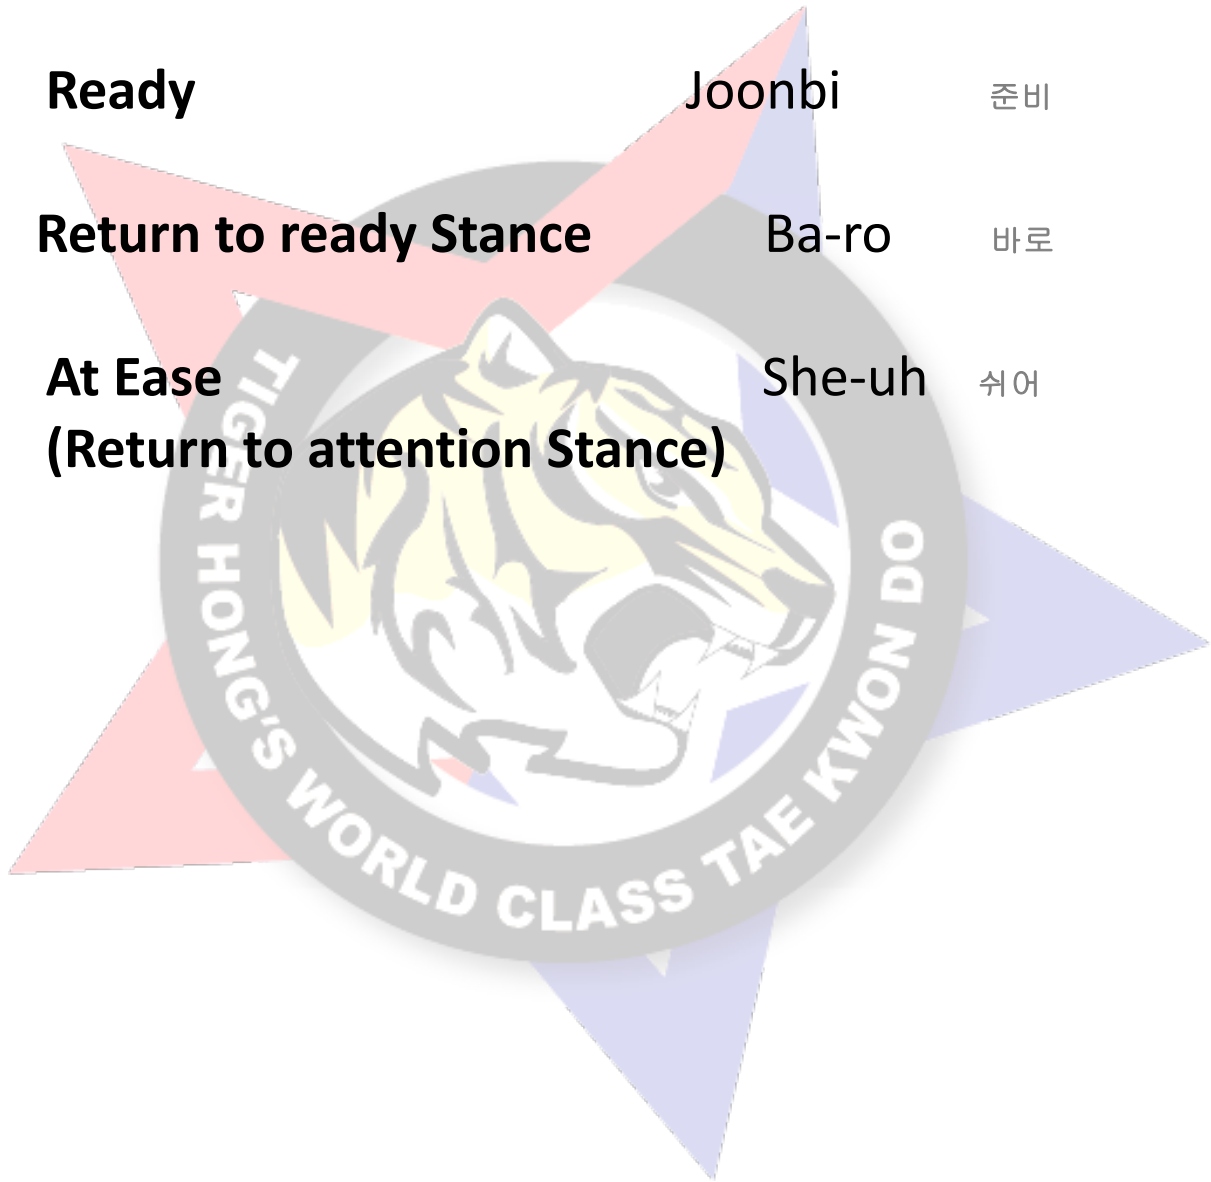 Ready Joonbi 준비
Return to ready Stance Ba-ro 바로
At Ease She-uh 쉬어
(Return to attention Stance)
TIGER HONG'S WORLD CLASS TAE KWON DO